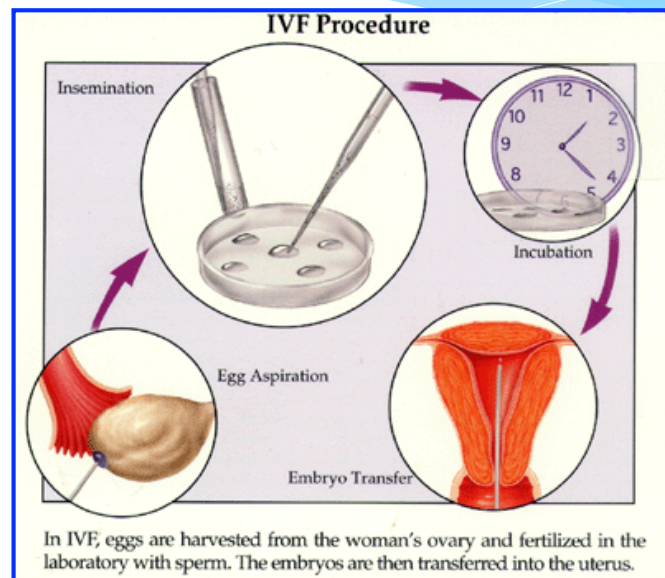 IVF Procedure
Insemination
11 12 1
10 2
9 3
8 4
5
6
Incubation
Egg Aspiration
Embryo Transfer
In IVF, eggs are harvested from the woman's ovary and fertilized in the
laboratory with sperm. The embryos are then transferred into the uterus.